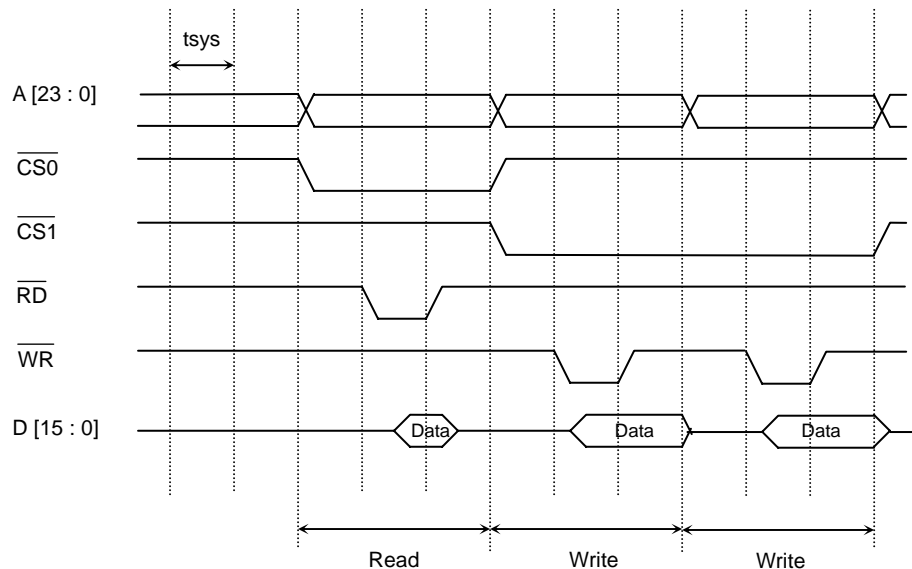 tsys
A [23 : 0]
CS0
CS1
RD
WR
D [15 : 0]
Data
Data
Data
Read
Write
Write